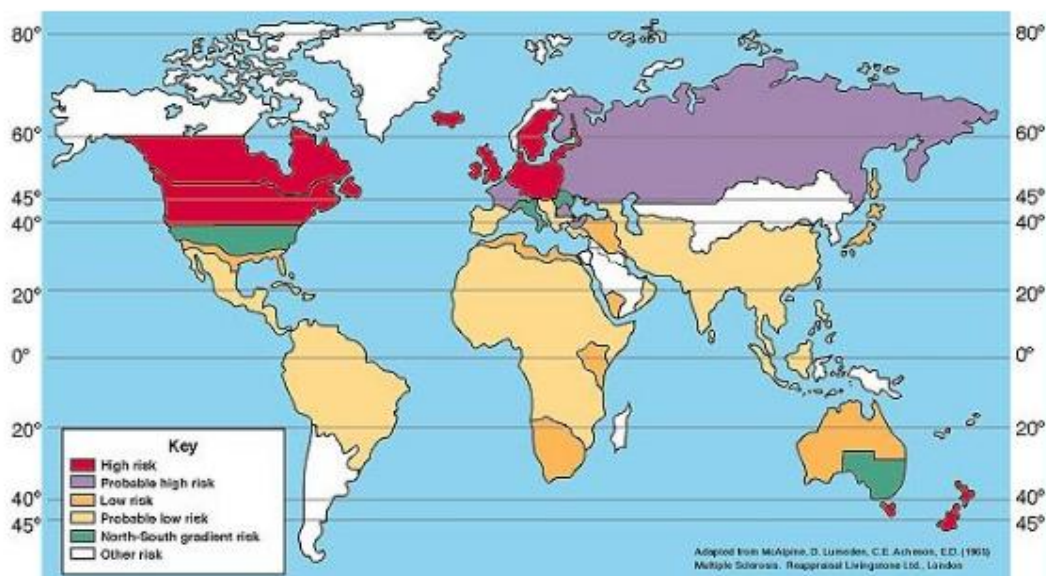 80° 80°
60° 60°
45° 45°
40° 40°
20° 20°
0° 0°
20° 20°
40° 40°
45° 45°
Key
High risk
Probable high risk
Low risk
Probable low risk
North-South gradient risk
Other risk
Adapted from McAlpine, D. Lumsden, C.E. Acheson, E.D.
Multiple Sclerosis. Reappraisal Livingstone Ltd., London